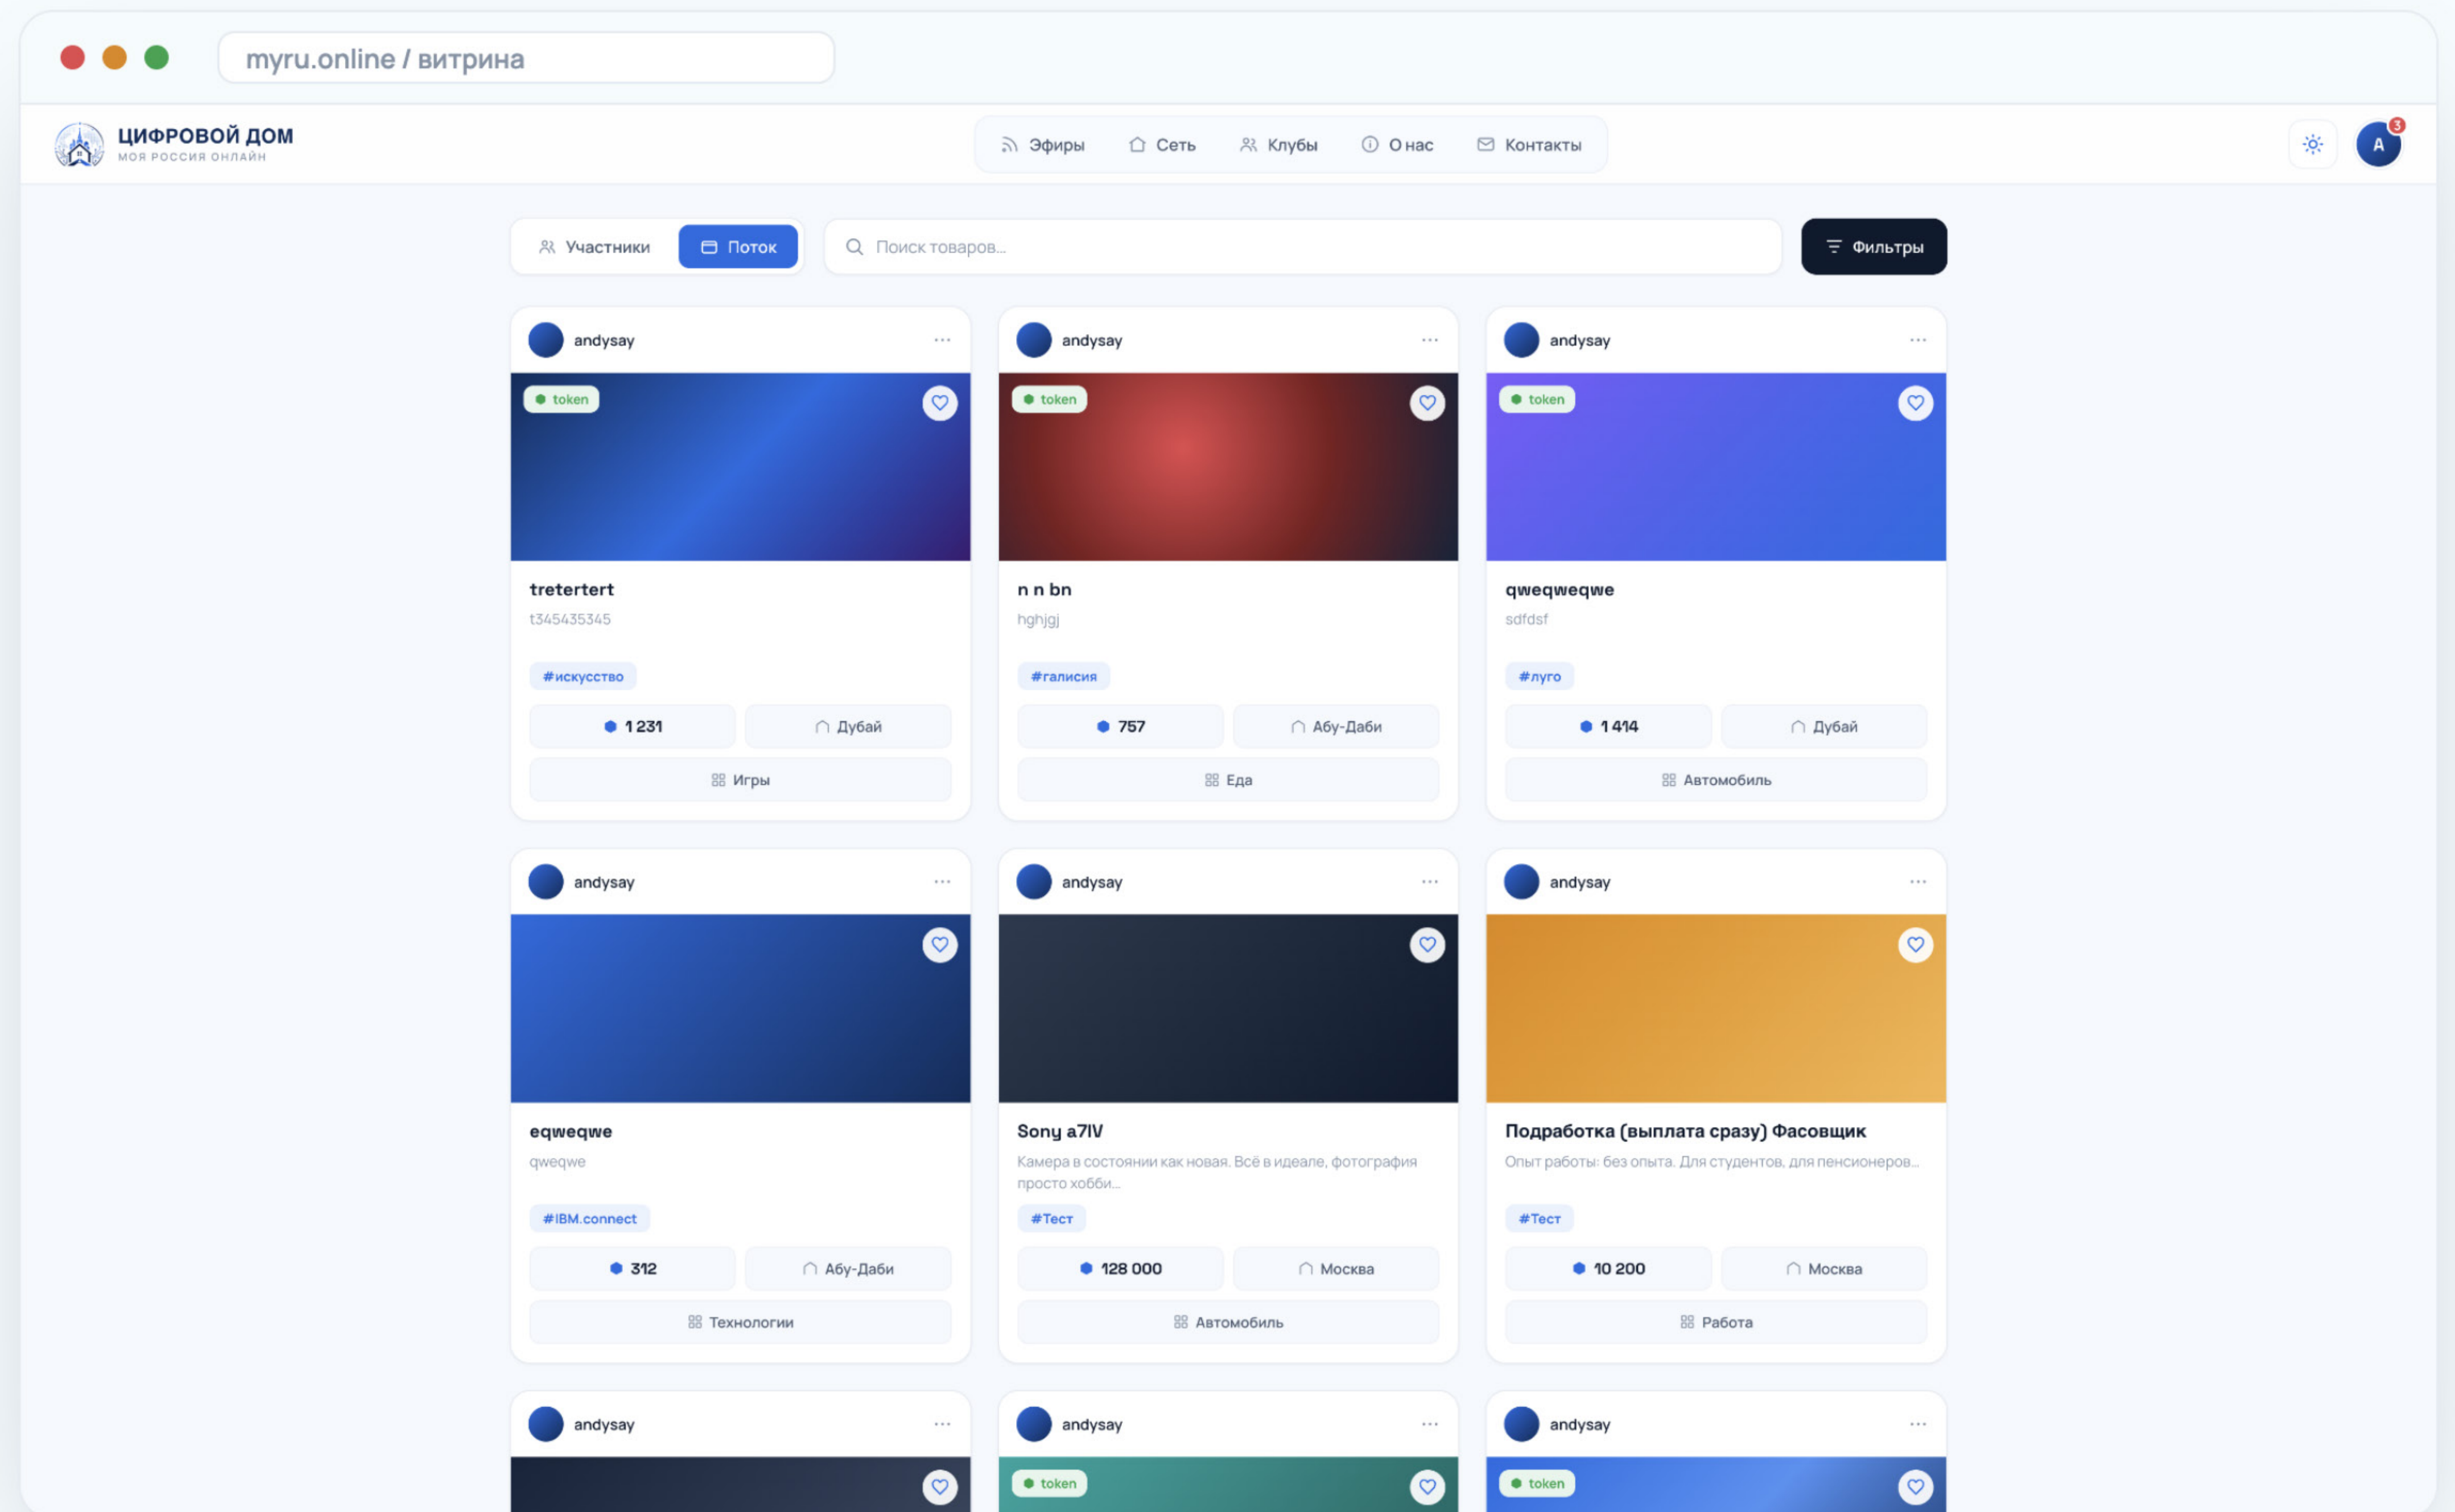 myru.online / витрина
ЦИФРОВОЙ ДОМ
МОЯ РОССИЯ ОНЛАЙН
Эфиры Сеть Клубы О нас Контакты
A 3
Участники Поток Поиск товаров... Фильтры
andysay ... andysay ... andysay ...
token token token
tretertert n n bn qweqweqwe
t345435345 hghjgj sdfdsf
#искусство #галисия #луго
1 231 Дубай 757 Абу-Даби 1 414 Дубай
Игры Еда Автомобиль
andysay ... andysay ... andysay ...
eqweqwe Sony a7IV Подработка (выплата сразу) Фасовщик
qweqwe Камера в состоянии как новая. Всё в идеале, фотография Опыт работы: без опыта. Для студентов, для пенсионеров...
просто хобби...
#IBM.connect #Тест #Тест
312 Абу-Даби 128 000 Москва 10 200 Москва
Технологии Автомобиль Работа
andysay ... andysay ... andysay ...
token token